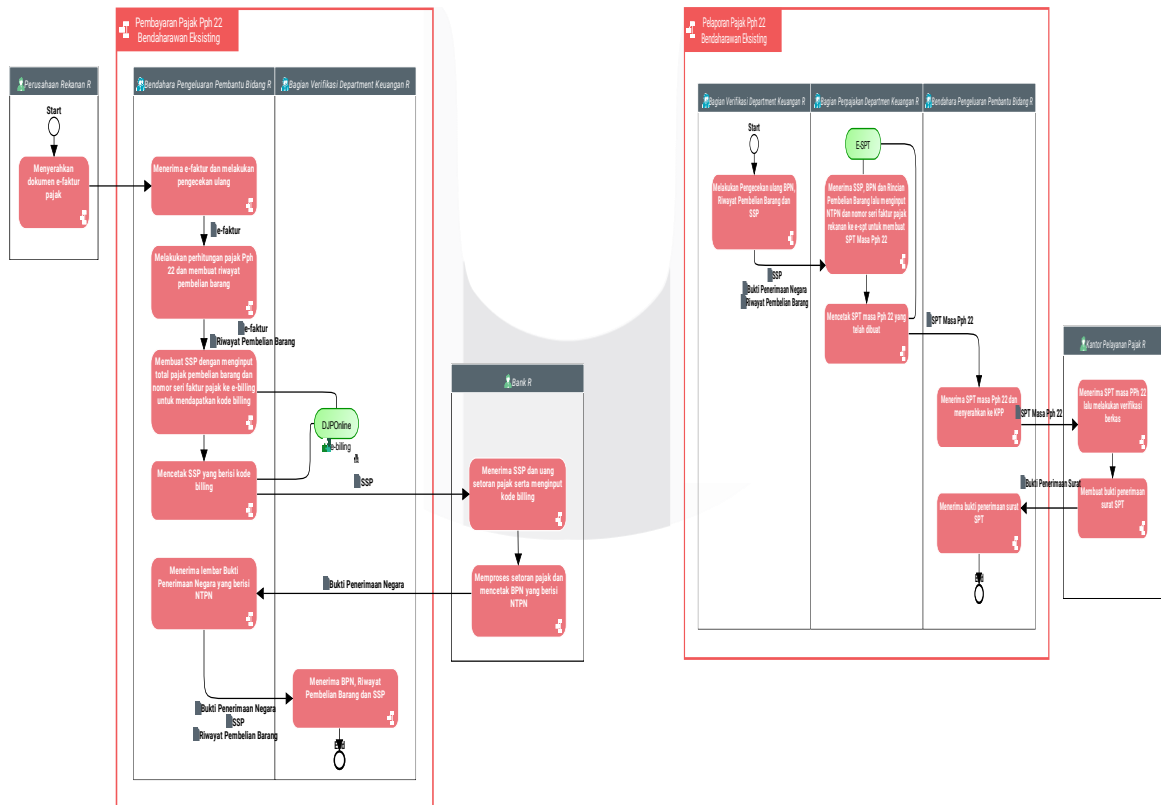 Pembayaran Pajak Pph 22
Bendaharawan Eksisting
Perusahaan Rekanan R
Bendahara Pengeluaran Pembantu Bidang R
Bagian Verifikasi Department Keuangan R
Start
Menyerahkan
dokumen e-faktur
pajak
Menerima e-faktur dan melakukan
pengecekan ulang
e-faktur
Melakukan perhitungan pajak Pph
22 dan membuat riwayat
pembelian barang
e-faktur
Riwayat Pembelian Barang
Membuat SSP dengan menginput
total pajak pembelian barang dan
nomor seri faktur pajak ke e-billing
untuk mendapatkan kode billing
DJPOnline
e-billing
Mencetak SSP yang berisi kode
billing
SSP
Bank R
Menerima SSP dan uang
setoran pajak serta menginput
kode billing
Memproses setoran pajak dan
mencetak BPN yang berisi
NTPN
Bukti Penerimaan Negara
Menerima lembar Bukti
Penerimaan Negara yang berisi
NTPN
Bukti Penerimaan Negara
SSP
Riwayat Pembelian Barang
Menerima BPN, Riwayat
Pembelian Barang dan SSP
End
Pelaporan Pajak Pph 22
Bendaharawan Eksisting
Bagian Verifikasi Department Keuangan R
Bagian Perpajakan Departmen Keuangan R
Bendahara Pengeluaran Pembantu Bidang R
Start
E-SPT
Melakukan Pengecekan ulang BPN,
Riwayat Pembelian Barang dan
SSP
SSP
Bukti Penerimaan Negara
Riwayat Pembelian Barang
Menerima SSP, BPN dan Rincian
Pembelian Barang lalu menginput
NTPN dan nomor seri faktur pajak
rekanan ke e-spt untuk membuat
SPT Masa Pph 22
Mencetak SPT masa Pph 22 yang
telah dibuat
SPT Masa Pph 22
Menerima SPT masa Pph 22 dan
menyerahkan ke KPP
SPT Masa Pph 22
Kantor Pelayanan Pajak R
Menerima SPT masa PPh 22
lalu melakukan verifikasi
berkas
Membuat bukti penerimaan
surat SPT
Bukti Penerimaan Surat
Menerima bukti penerimaan surat
SPT
End